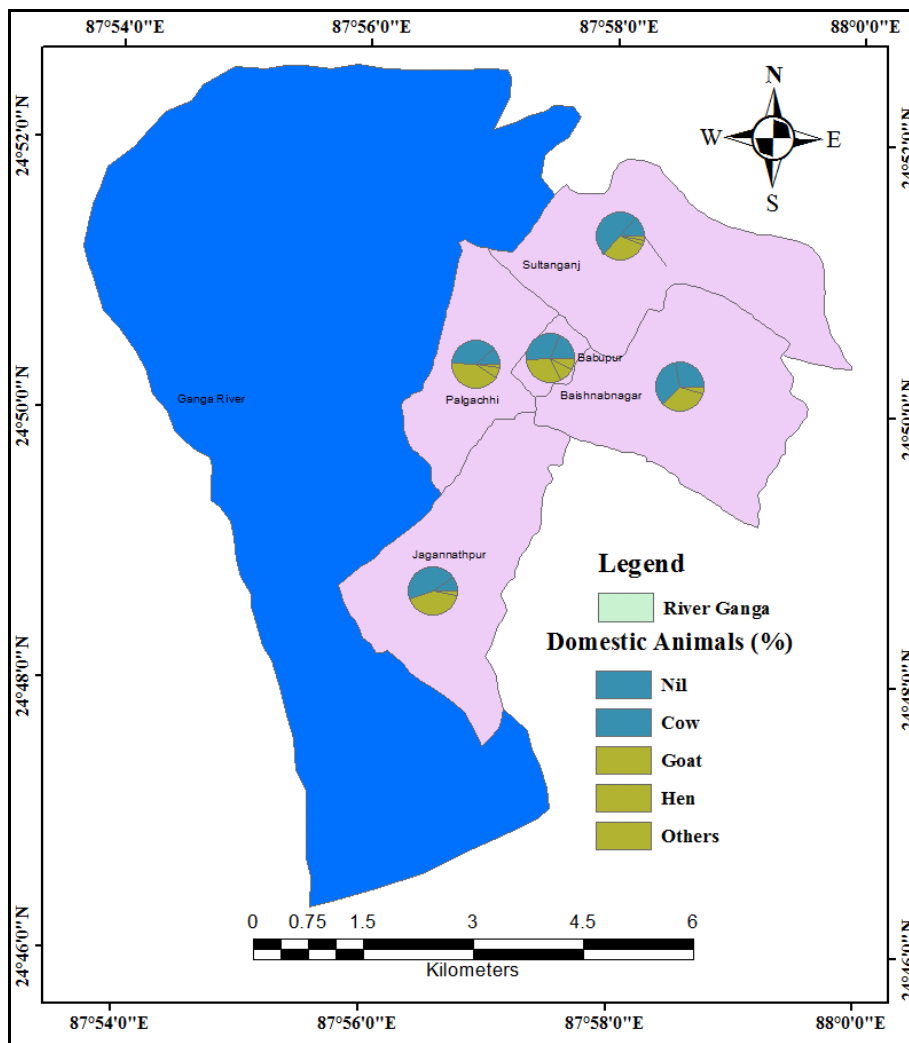 87°54'0"E 87°56'0"E 87°58'0"E 88°0'0"E
24°52'0"N 24°52'0"N
N
W E
S
Sultanganj
Babupur
Palgachhi Baishnabnagar
Ganga River
24°50'0"N 24°50'0"N
Jagannathpur
Legend
River Ganga
Domestic Animals (%)
Nil
Cow
Goat
Hen
Others
24°48'0"N 24°48'0"N
0 0.75 1.5 3 4.5 6
Kilometers
24°46'0"N 24°46'0"N
87°54'0"E 87°56'0"E 87°58'0"E 88°0'0"E